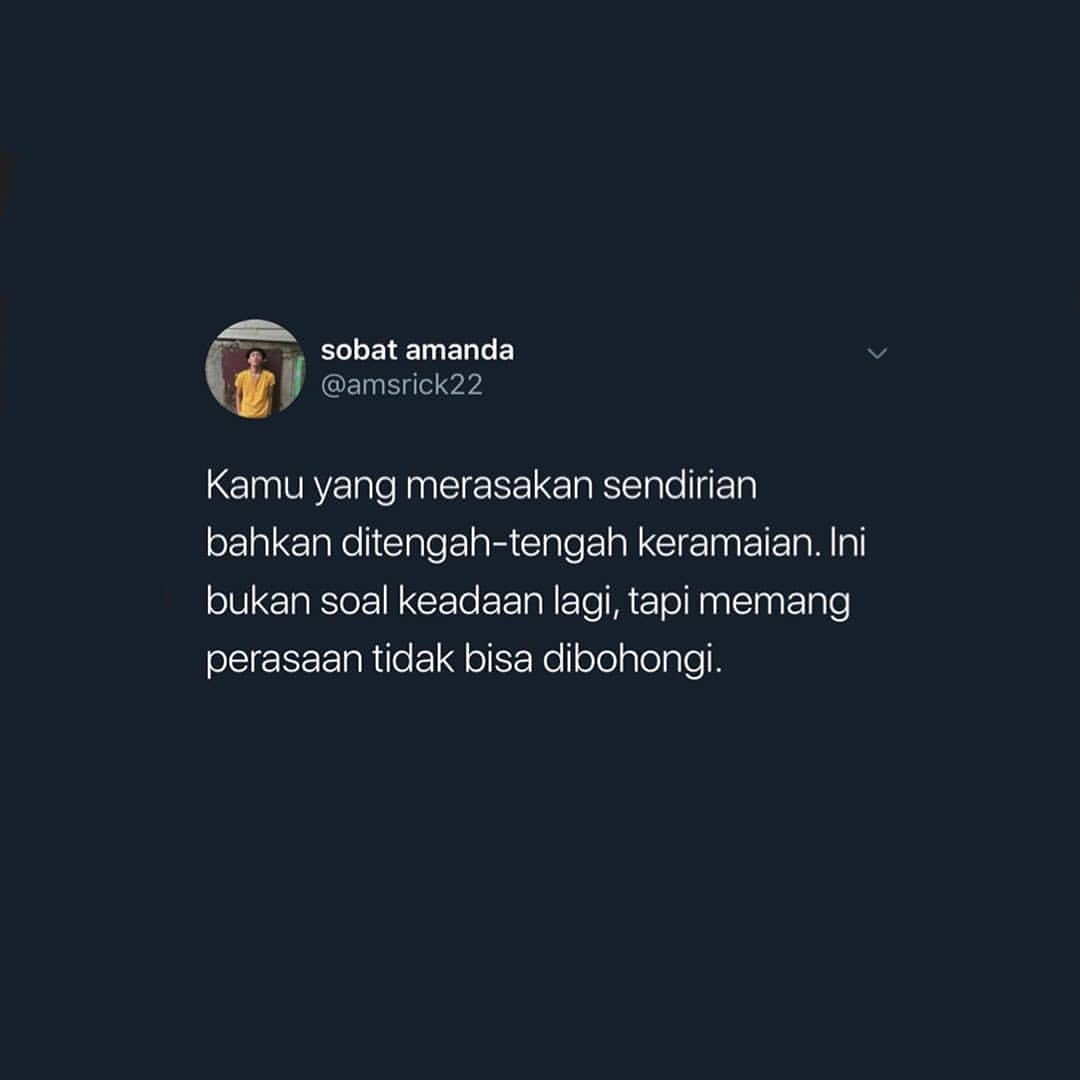 sobat amanda
@amsrick22
Kamu yang merasakan sendirian
bahkan ditengah-tengah keramaian. Ini
bukan soal keadaan lagi, tapi memang
perasaan tidak bisa dibohongi.